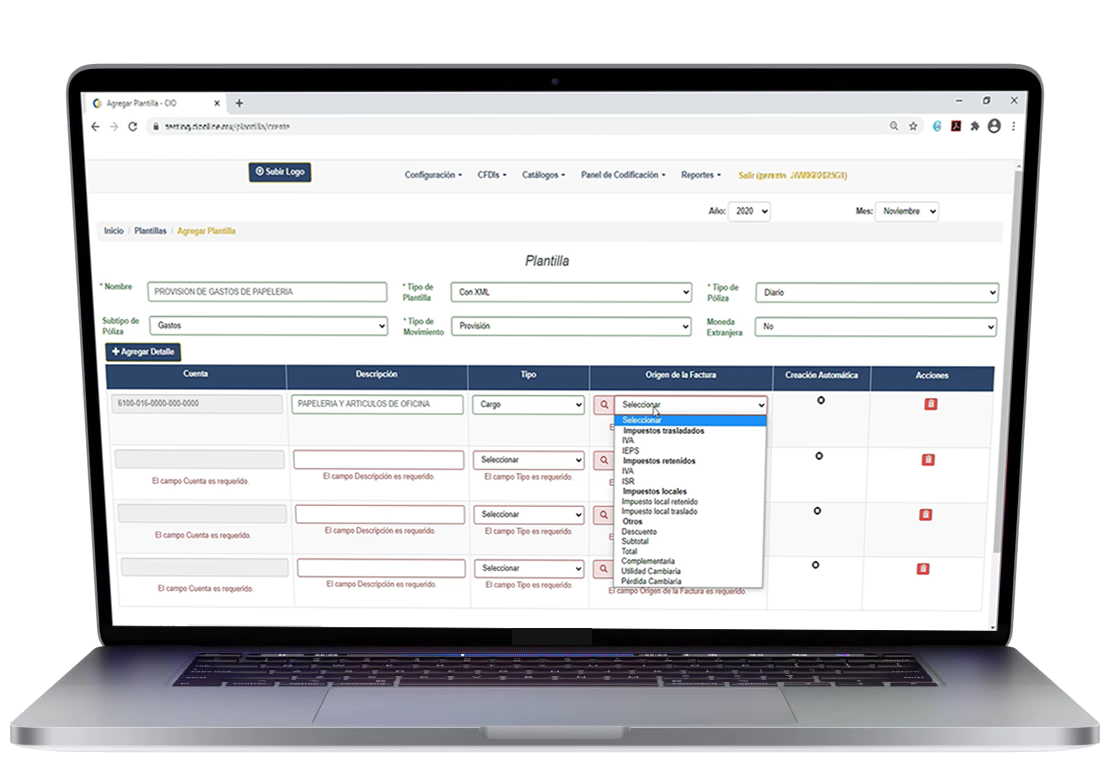 Agregar Plantilla - CIO
Subir Logo
Configuración
CFDIs
Catálogos
Panel de Codificación
Reportes
Salir
Año: 2020
Mes: Noviembre
Inicio / Plantillas / Agregar Plantilla
Plantilla
* Nombre
PROVISION DE GASTOS DE PAPELERIA
* Tipo de
Plantilla
Con XML
* Tipo de
Póliza
Diario
Subtipo de
Póliza
Gastos
* Tipo de
Movimiento
Provisión
Moneda
Extranjera
No
+ Agregar Detalle
Cuenta
Descripción
Tipo
Origen de la Factura
Creación Automática
Acciones
6100-016-0000-000-0000
PAPELERIA Y ARTICULOS DE OFICINA
Cargo
Seleccionar
Seleccionar
Impuestos trasladados
IVA
IEPS
Impuestos retenidos
IVA
ISR
Impuestos locales
Impuesto local retenido
Impuesto local traslado
Otros
Descuento
Subtotal
Total
Complementaria
Utilidad Cambiaria
Pérdida Cambiaria
El campo Cuenta es requerido.
El campo Descripción es requerido.
Seleccionar
El campo Tipo es requerido.
El campo Cuenta es requerido.
El campo Descripción es requerido.
Seleccionar
El campo Tipo es requerido.
El campo Cuenta es requerido.
El campo Descripción es requerido.
Seleccionar
El campo Tipo es requerido.
El campo Origen de la Factura es requerido.